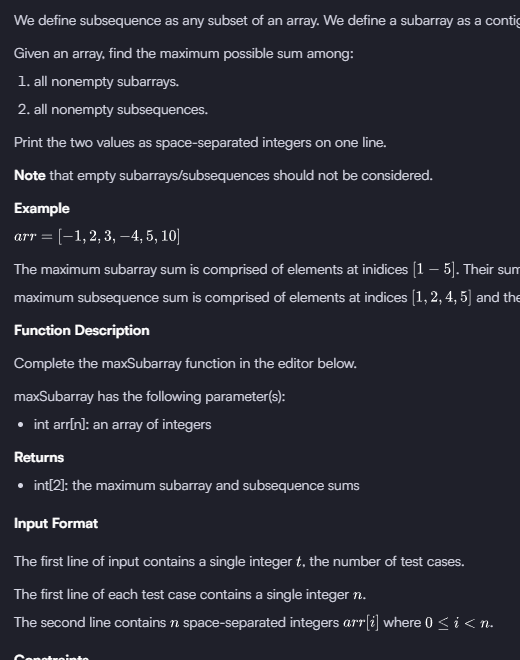 We define subsequence as any subset of an array. We define a subarray as a
Given an array, find the maximum possible sum among:
1. all nonempty subarrays.
2. all nonempty subsequences.
Print the two values as space-separated integers on one line.
Note that empty subarrays/subsequences should not be considered.
Example
arr = [−1, 2, 3, −4, 5, 10]
The maximum subarray sum is comprised of elements at inidices [1 − 5]. Their sum
maximum subsequence sum is comprised of elements at indices [1, 2, 4, 5] and
Function Description
Complete the maxSubarray function in the editor below.
maxSubarray has the following parameter(s):
• int arr[n]: an array of integers
Returns
• int[2]: the maximum subarray and subsequence sums
Input Format
The first line of input contains a single integer t, the number of test cases.
The first line of each test case contains a single integer n.
The second line contains n space-separated integers arr[i] where 0 ≤ i < n.
Constraints